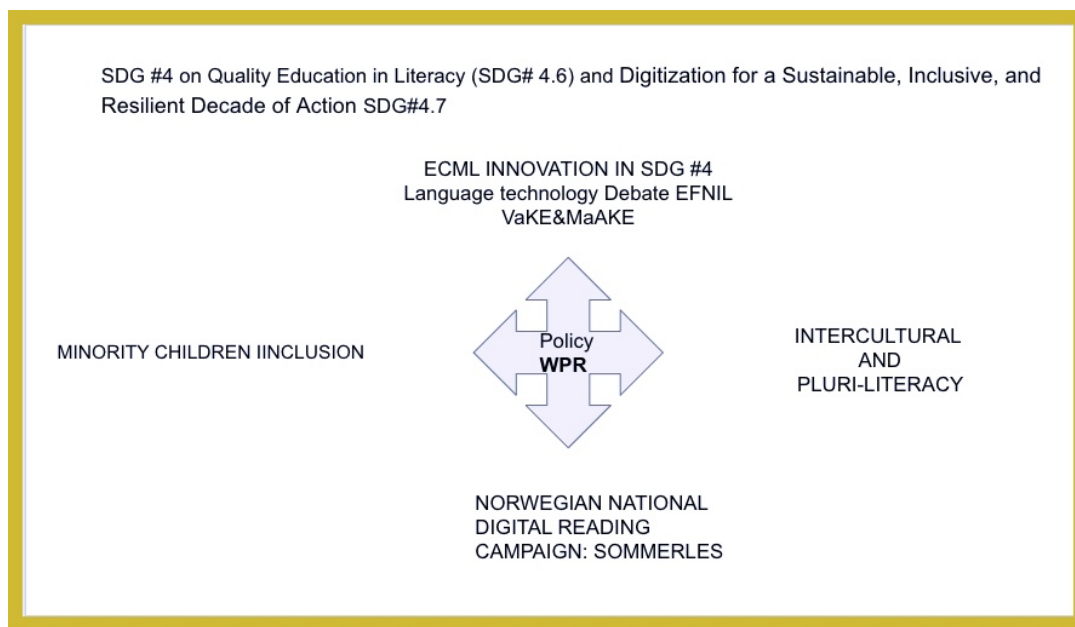 SDG #4 on Quality Education in Literacy (SDG# 4.6) and Digitization for a Sustainable, Inclusive, and
Resilient Decade of Action SDG#4.7
ECML INNOVATION IN SDG #4
Language technology Debate EFNIL
VaKE&MaAKE
MINORITY CHILDREN IINCLUSION
Policy
WPR
INTERCULTURAL
AND
PLURI-LITERACY
NORWEGIAN NATIONAL
DIGITAL READING
CAMPAIGN: SOMMERLES